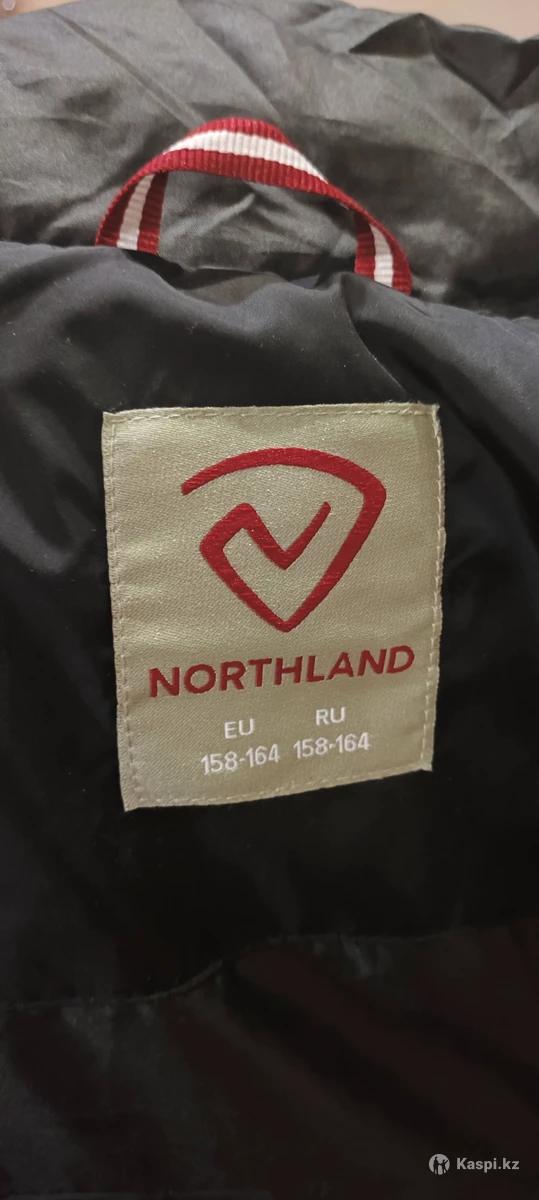 NORTHLAND
EU RU
158-164 158-164
Kaspi.kz